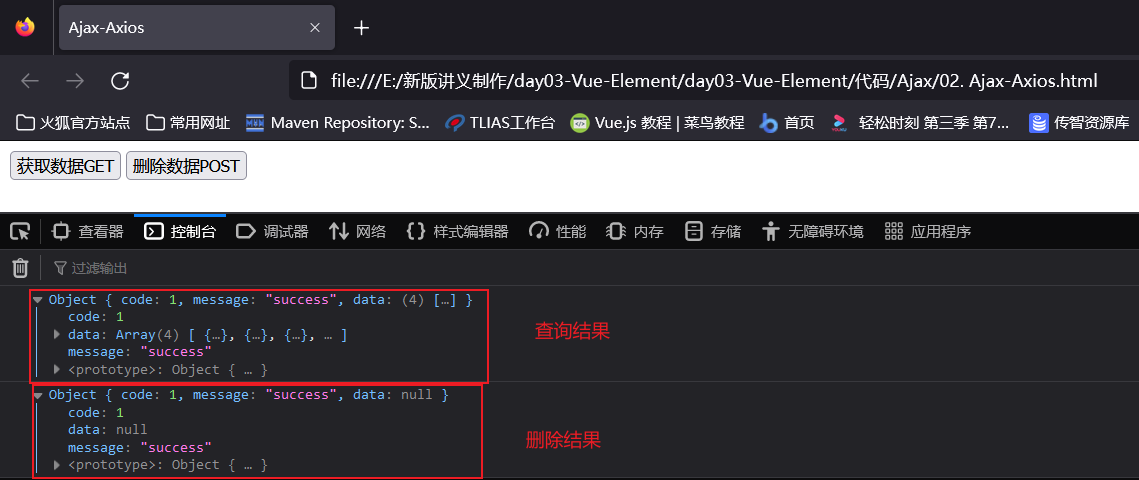 Ajax-Axios
file:///E:/新版讲义制作/day03-Vue-Element/day03-Vue-Element/代码/Ajax/02. Ajax-Axios.html
火狐官方站点 常用网址 Maven Repository: S... TLIAS工作台 Vue.js 教程 | 菜鸟教程 首页 轻松时刻 第三季 第7... 传智资源库
获取数据GET 删除数据POST
查看器 控制台 调试器 网络 样式编辑器 性能 内存 存储 无障碍环境 应用程序
过滤输出
Object { code: 1, message: "success", data: (4) […] }
code: 1
data: Array(4) [ {…}, {…}, {…}, … ]
查询结果
message: "success"
<prototype>: Object { … }
Object { code: 1, message: "success", data: null }
code: 1
data: null
删除结果
message: "success"
<prototype>: Object { … }